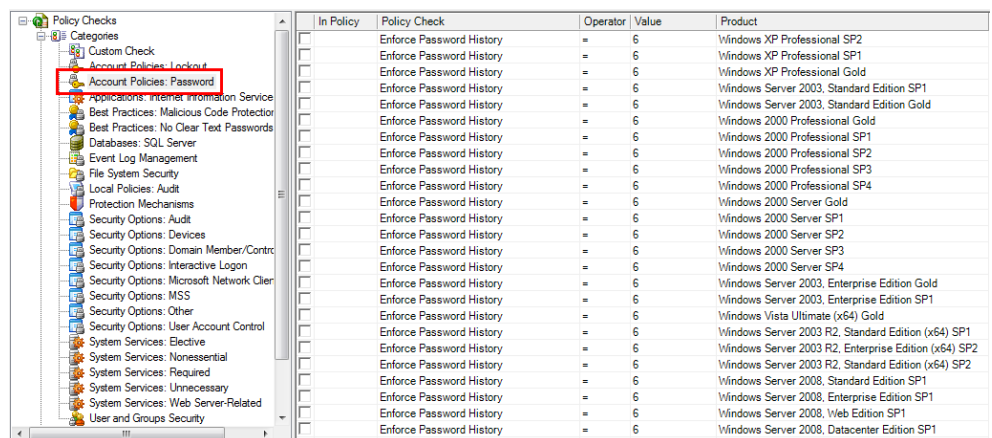 Policy Checks
Categories
Custom Check
Account Policies: Lockout
Account Policies: Password
Applications: Internet Information Service
Best Practices: Malicious Code Protection
Best Practices: No Clear Text Passwords
Databases: SQL Server
Event Log Management
File System Security
Local Policies: Audit
Protection Mechanisms
Security Options: Audit
Security Options: Devices
Security Options: Domain Member/Contrc
Security Options: Interactive Logon
Security Options: Microsoft Network Clier
Security Options: MSS
Security Options: Other
Security Options: User Account Control
System Services: Elective
System Services: Nonessential
System Services: Required
System Services: Unnecessary
System Services: Web Server-Related
User and Groups Security
In Policy Policy Check Operator Value Product
Enforce Password History = 6 Windows XP Professional SP2
Enforce Password History = 6 Windows XP Professional SP1
Enforce Password History = 6 Windows XP Professional Gold
Enforce Password History = 6 Windows Server 2003, Standard Edition SP1
Enforce Password History = 6 Windows Server 2003, Standard Edition Gold
Enforce Password History = 6 Windows 2000 Professional Gold
Enforce Password History = 6 Windows 2000 Professional SP1
Enforce Password History = 6 Windows 2000 Professional SP2
Enforce Password History = 6 Windows 2000 Professional SP3
Enforce Password History = 6 Windows 2000 Professional SP4
Enforce Password History = 6 Windows 2000 Server Gold
Enforce Password History = 6 Windows 2000 Server SP1
Enforce Password History = 6 Windows 2000 Server SP2
Enforce Password History = 6 Windows 2000 Server SP3
Enforce Password History = 6 Windows 2000 Server SP4
Enforce Password History = 6 Windows Server 2003, Enterprise Edition Gold
Enforce Password History = 6 Windows Server 2003, Enterprise Edition SP1
Enforce Password History = 6 Windows Vista Ultimate (x64) Gold
Enforce Password History = 6 Windows Server 2003 R2, Standard Edition (x64) SP1
Enforce Password History = 6 Windows Server 2003 R2, Enterprise Edition (x64) SP2
Enforce Password History = 6 Windows Server 2003 R2, Standard Edition (x64) SP2
Enforce Password History = 6 Windows Server 2008, Standard Edition SP1
Enforce Password History = 6 Windows Server 2008, Enterprise Edition SP1
Enforce Password History = 6 Windows Server 2008, Web Edition SP1
Enforce Password History = 6 Windows Server 2008, Datacenter Edition SP1